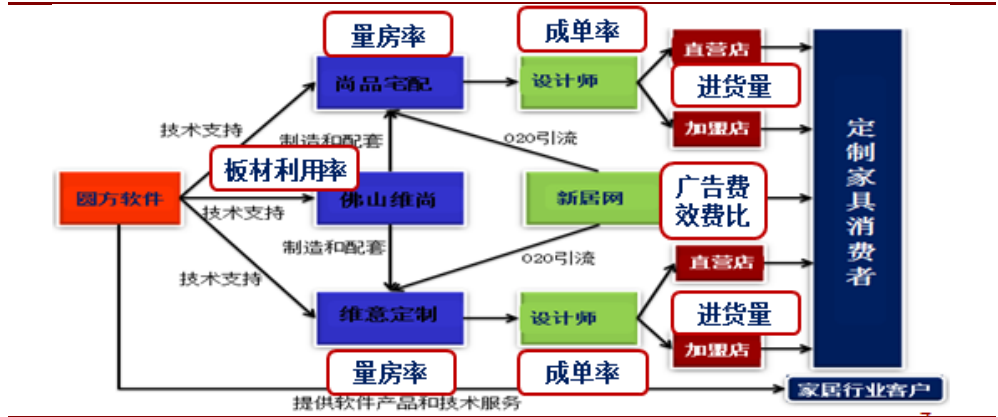 量房率
成单率
直营店
尚品宅配
设计师
进货量
技术支持
制造和配套
O2O引流
加盟店
定制家具消费者
板材利用率
圆方软件
佛山维尚
新居网
广告费
效费比
技术支持
制造和配套
O2O引流
直营店
技术支持
维意定制
设计师
进货量
加盟店
量房率
成单率
家居行业客户
提供软件产品和技术服务